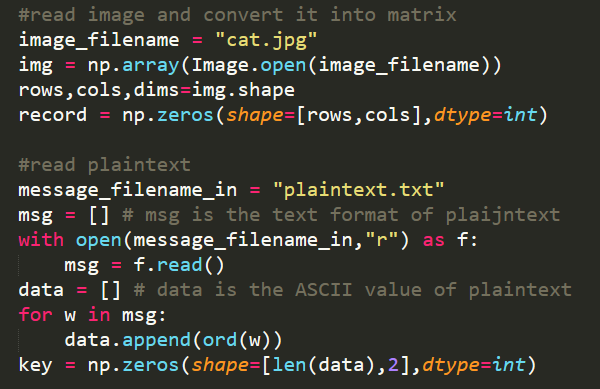 #read image and convert it into matrix
image_filename = "cat.jpg"
img = np.array(Image.open(image_filename))
rows,cols,dims=img.shape
record = np.zeros(shape=[rows,cols],dtype=int)
#read plaintext
message_filename_in = "plaintext.txt"
msg = [] # msg is the text format of plaijntext
with open(message_filename_in,"r") as f:
    msg = f.read()
data = [] # data is the ASCII value of plaintext
for w in msg:
    data.append(ord(w))
key = np.zeros(shape=[len(data),2],dtype=int)